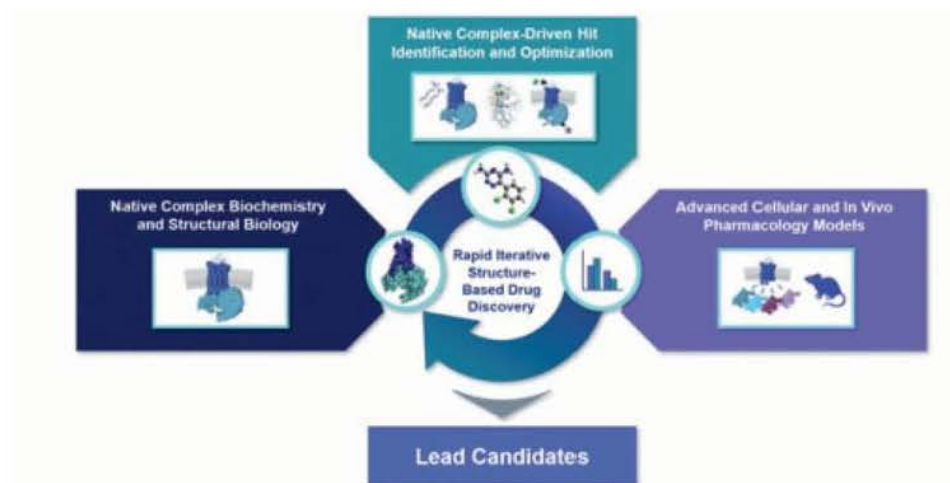 Native Complex-Driven Hit
Identification and Optimization
Native Complex Biochemistry
and Structural Biology
Rapid Iterative
Structure-
Based Drug
Discovery
Advanced Cellular and In Vivo
Pharmacology Models
Lead Candidates